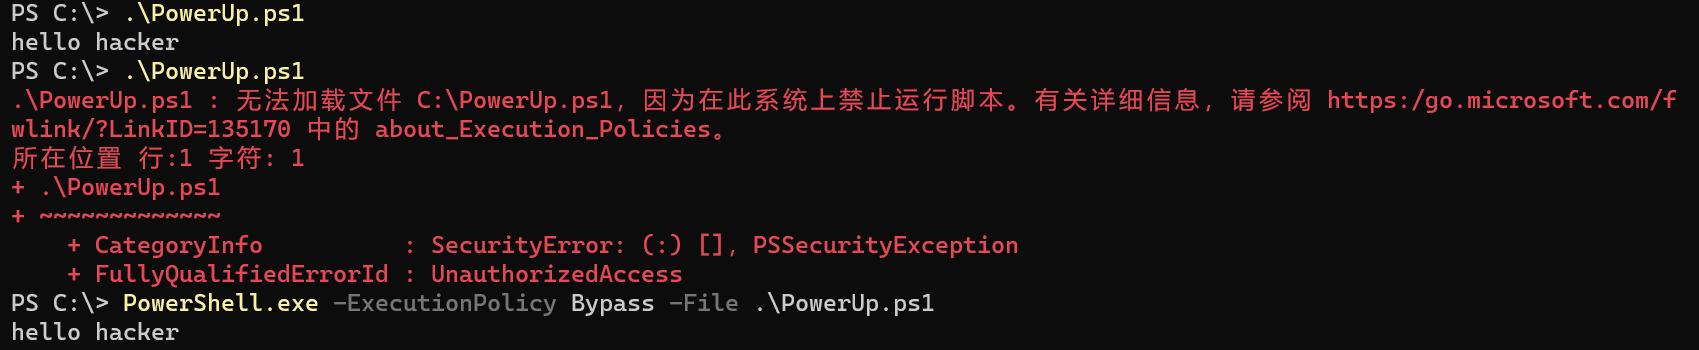 PS C:\> .\PowerUp.ps1
hello hacker
PS C:\> .\PowerUp.ps1
.\PowerUp.ps1 : 无法加载文件 C:\PowerUp.ps1，因为在此系统上禁止运行脚本。有关详细信息，请参阅 https:/go.microsoft.com/f
wlink/?LinkID=135170 中的 about_Execution_Policies。
所在位置 行:1 字符: 1
+ .\PowerUp.ps1
+ ~~~~~~~~~~~~~
    + CategoryInfo          : SecurityError: (:) []，PSSecurityException
    + FullyQualifiedErrorId : UnauthorizedAccess
PS C:\> PowerShell.exe -ExecutionPolicy Bypass -File .\PowerUp.ps1
hello hacker